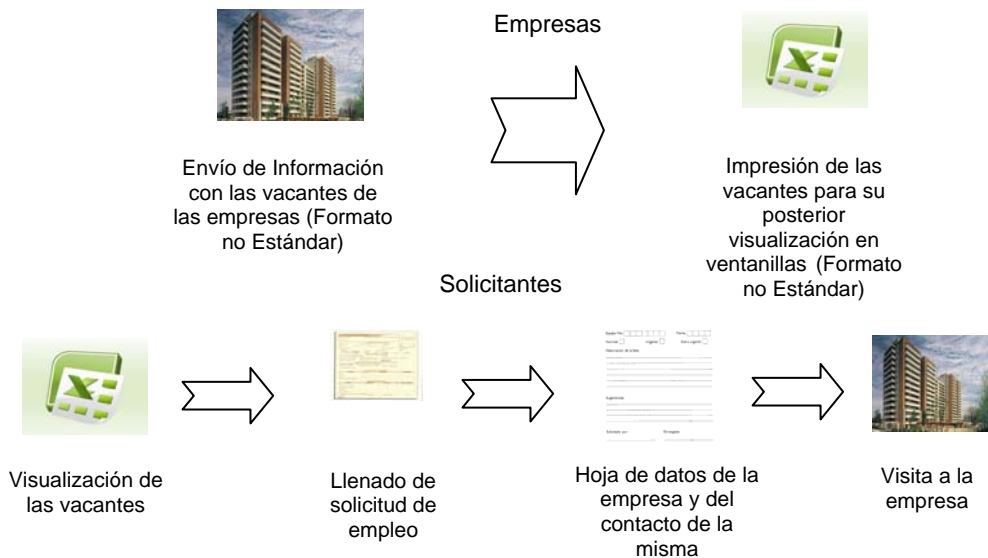 Empresas
Envío de Información
con las vacantes de
las empresas (Formato
no Estándar)
Impresión de las
vacantes para su
posterior
visualización en
ventanillas (Formato
no Estándar)
Solicitantes
Visualización de
las vacantes
Llenado de
solicitud de
empleo
Hoja de datos de la
empresa y del
contacto de la
misma
Visita a la
empresa